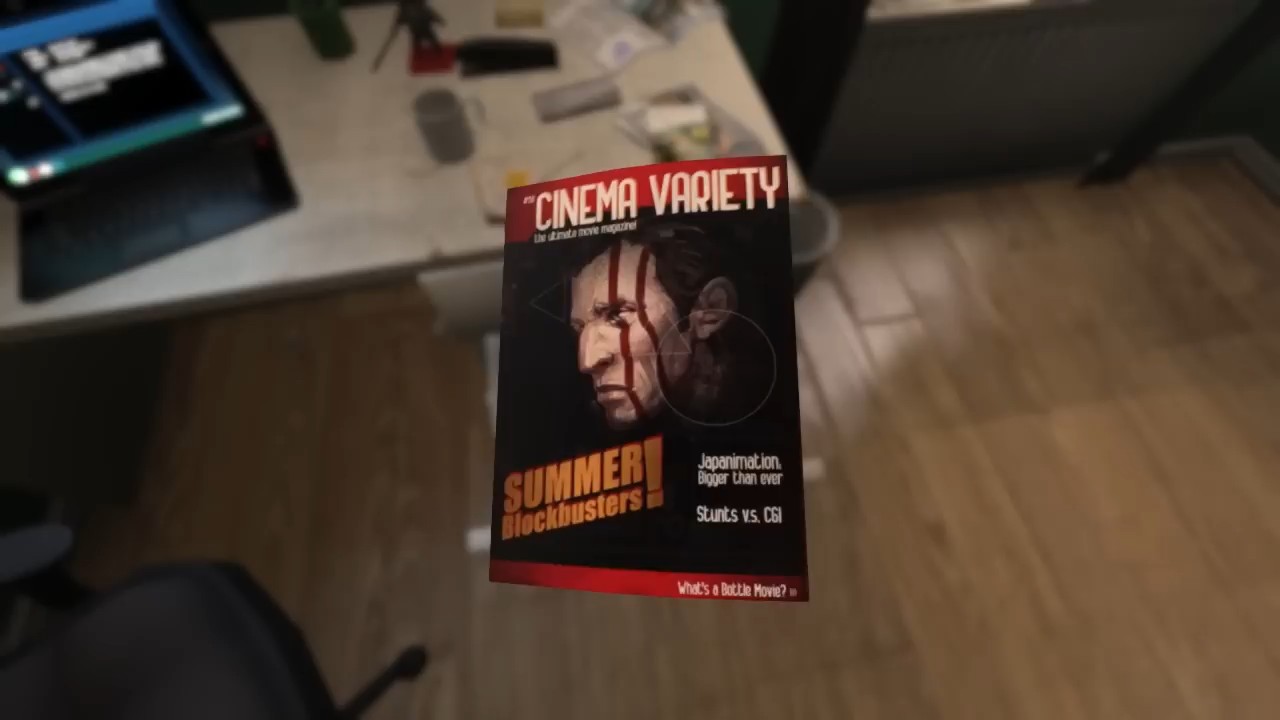 CINEMA VARIETY
the ultimate movie magazine!
SUMMER!
Blockbusters
Japanimation.
Bigger than ever
Stunts v.s. CGI
What's a Bottle Movie?